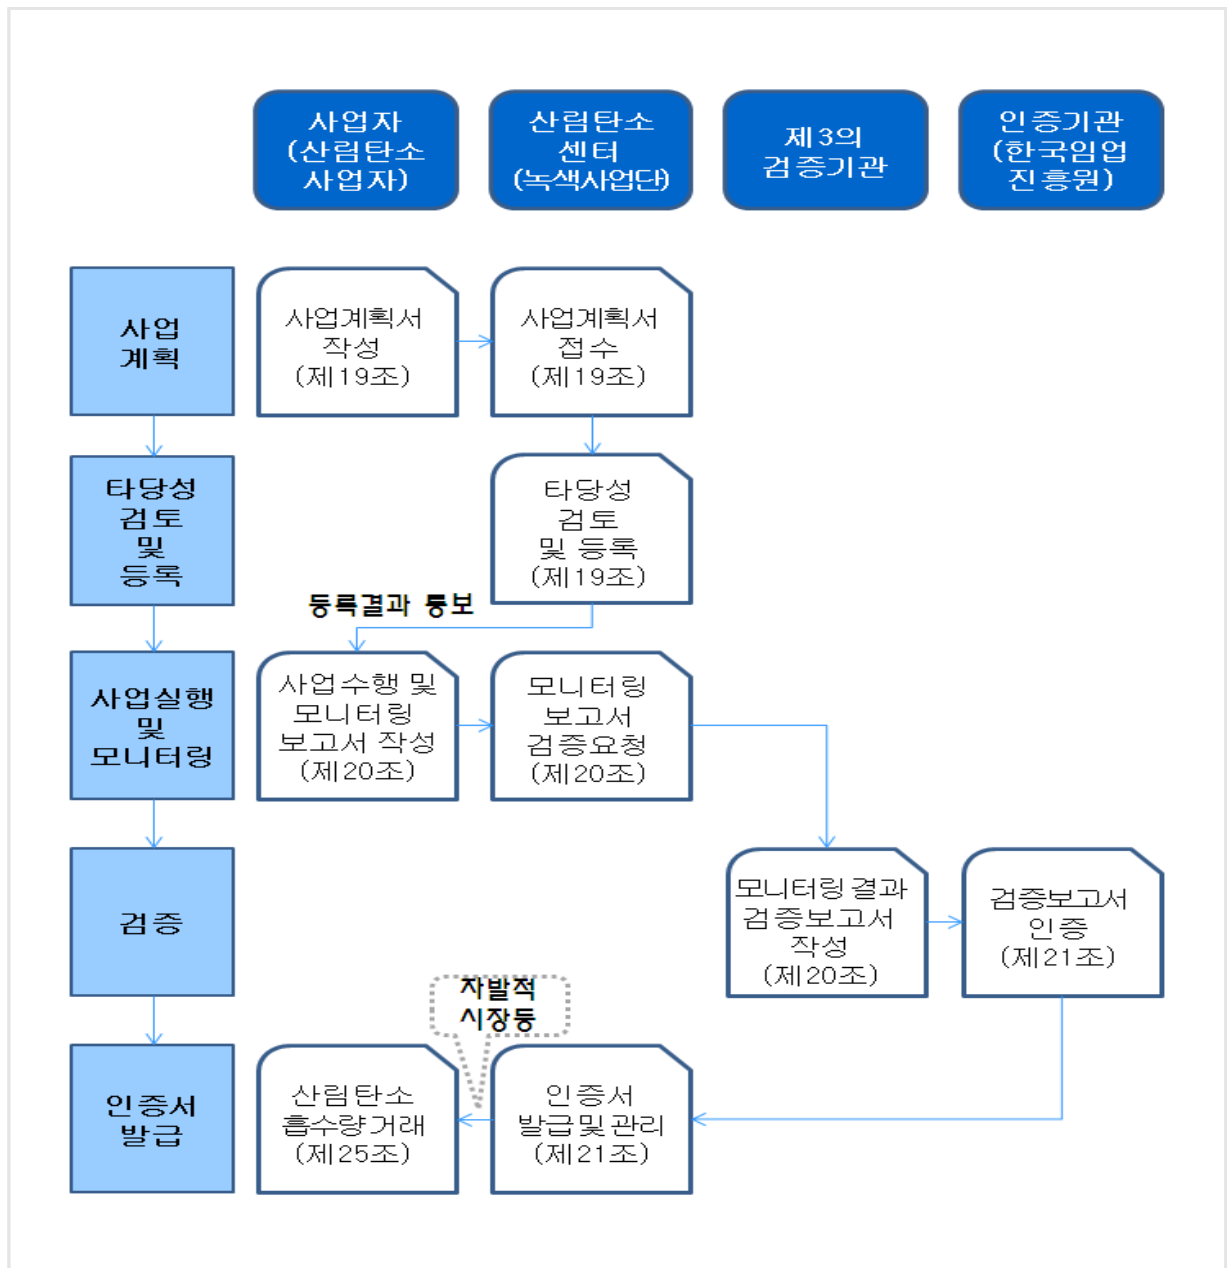 사업자
(산림탄소
사업자)
산림탄소
센터
(녹색사업단)
제3의
검증기관
인증기관
(한국임업
진흥원)
사업
계획
사업계획서
작성
(제19조)
사업계획서
접수
(제19조)
타당성
검토
및
등록
타당성
검토
및 등록
(제19조)
등록결과 통보
사업실행
및
모니터링
사업수행 및
모니터링
보고서 작성
(제20조)
모니터링
보고서
검증요청
(제20조)
검증
모니터링 결과
검증보고서
작성
(제20조)
검증보고서
인증
(제21조)
자발적
시장등
인증서
발급
산림탄소
흡수량거래
(제25조)
인증서
발급및관리
(제21조)